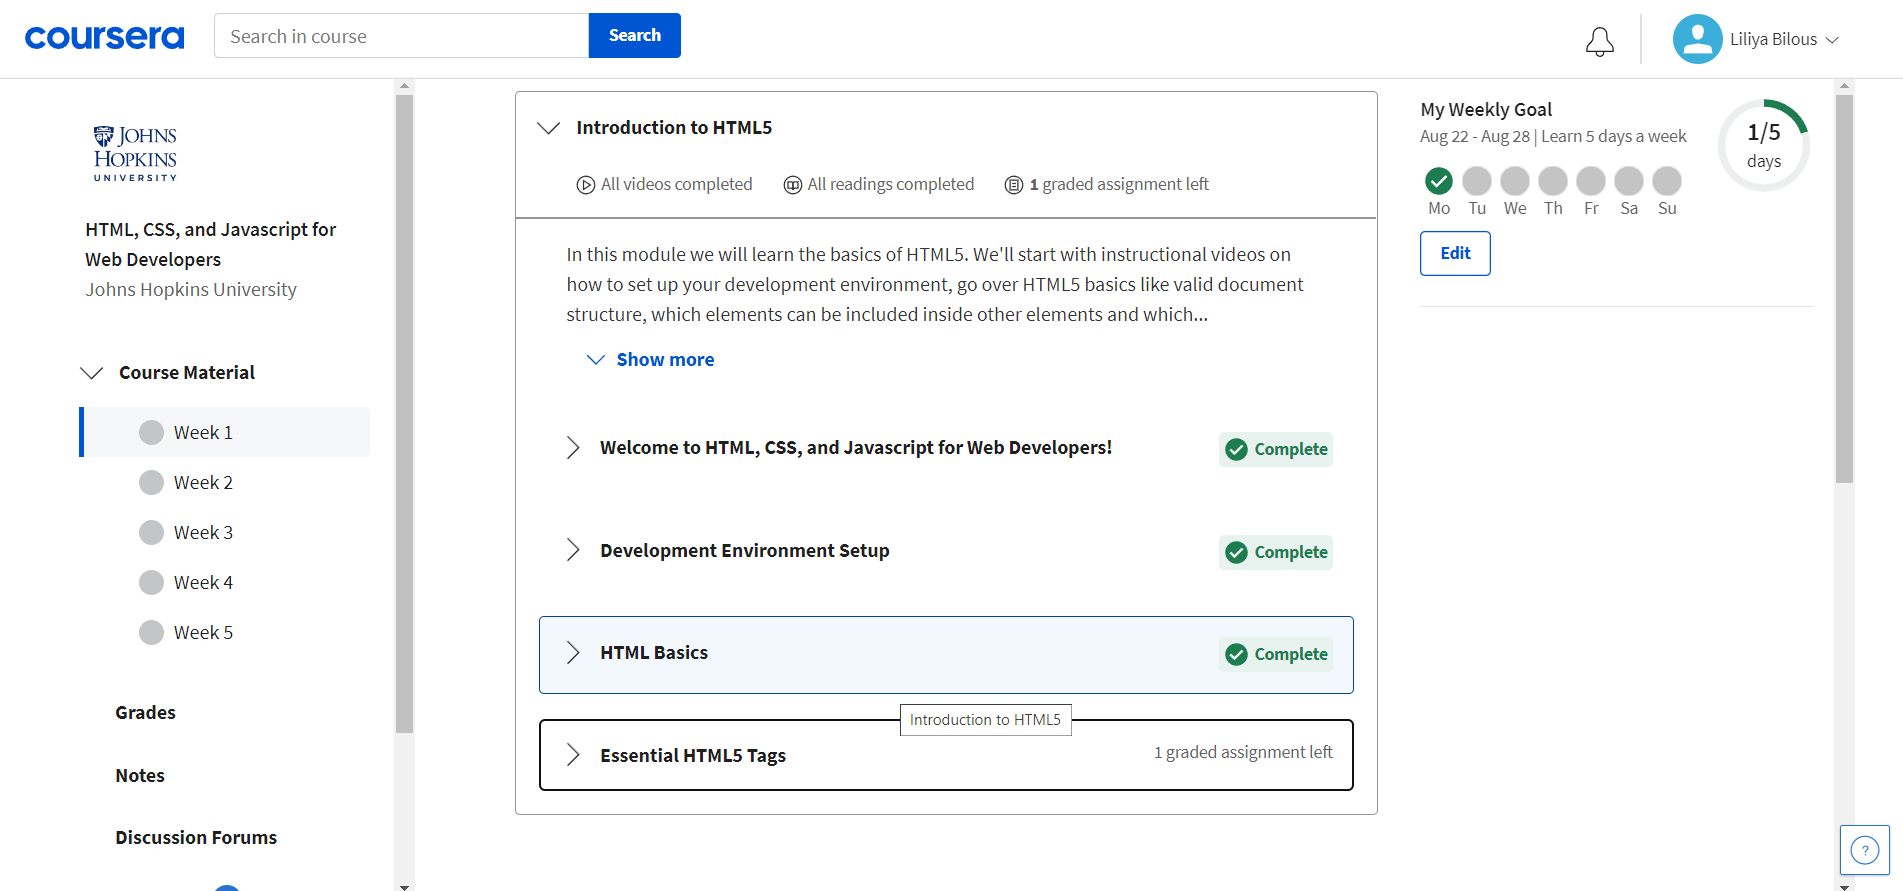 coursera
Search in course
Search
Liliya Bilous
JOHNS
HOPKINS
UNIVERSITY
HTML, CSS, and Javascript for
Web Developers
Johns Hopkins University
Course Material
Week 1
Week 2
Week 3
Week 4
Week 5
Grades
Notes
Discussion Forums
Introduction to HTML5
All videos completed
All readings completed
1 graded assignment left
In this module we will learn the basics of HTML5. We'll start with instructional videos on
how to set up your development environment, go over HTML5 basics like valid document
structure, which elements can be included inside other elements and which...
Show more
Welcome to HTML, CSS, and Javascript for Web Developers!
Complete
Development Environment Setup
Complete
HTML Basics
Complete
Introduction to HTML5
Essential HTML5 Tags
1 graded assignment left
My Weekly Goal
Aug 22 - Aug 28 | Learn 5 days a week
1/5
days
Mo Tu We Th Fr Sa Su
Edit
?